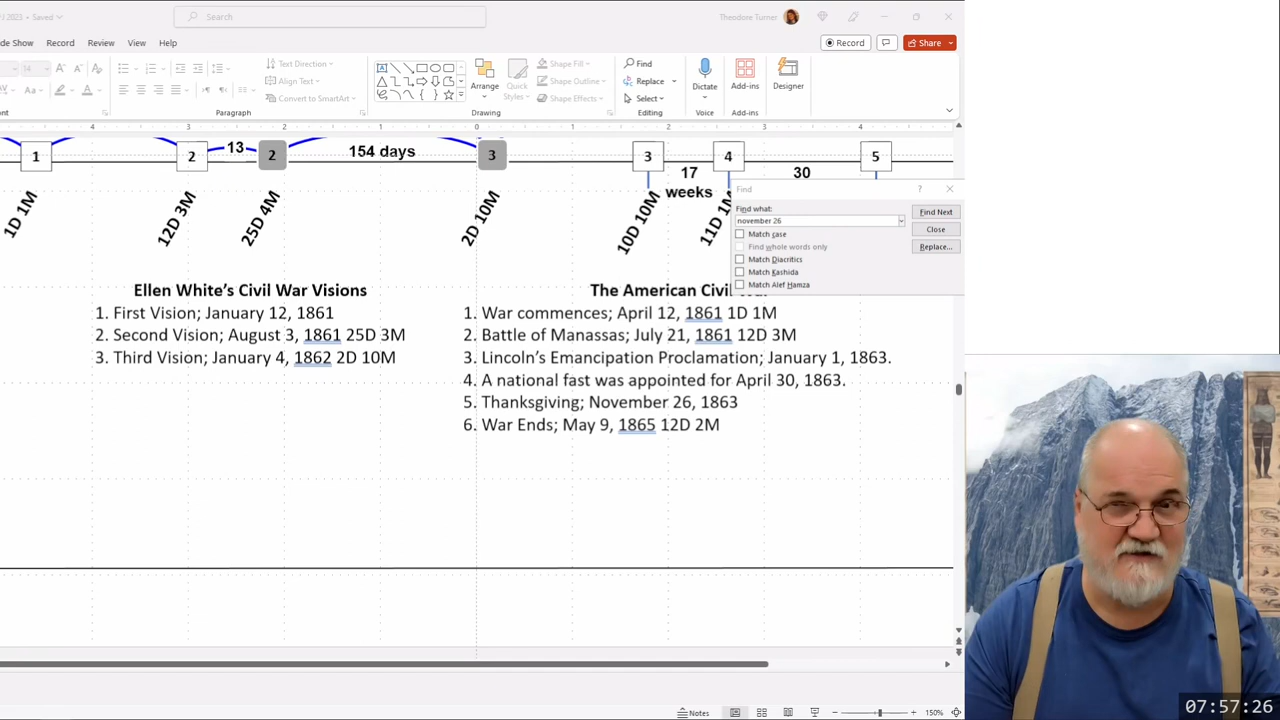 / 2023 • Saved
Search
Theodore Turner
de Show Record Review View Help
Record
Share
14
Text Direction
Align Text
Convert to SmartArt
Arrange
Quick Styles
Shape Fill
Shape Outline
Shape Effects
Find
Replace
Select
Dictate
Add-ins
Designer
Paragraph
Drawing
Editing
Voice
Add-ins
Designer
4 3 2 1 0 1 2 3 4
1 2 13 2 154 days 3 3 4 5
17
weeks
30
1D 1M
12D 3M
25D 4M
2D 10M
10D 10M
Find
Find what:
november 26
Match case
Find whole words only
Match Diacritics
Match Kashida
Match Alef Hamza
Find Next
Close
Replace...
Ellen White's Civil War Visions
1. First Vision; January 12, 1861
2. Second Vision; August 3, 1861 25D 3M
3. Third Vision; January 4, 1862 2D 10M
The American Civil
1. War commences; April 12, 1861 1D 1M
2. Battle of Manassas; July 21, 1861 12D 3M
3. Lincoln's Emancipation Proclamation; January 1, 1863.
4. A national fast was appointed for April 30, 1863.
5. Thanksgiving; November 26, 1863
6. War Ends; May 9, 1865 12D 2M
Notes
150%
07:57:26